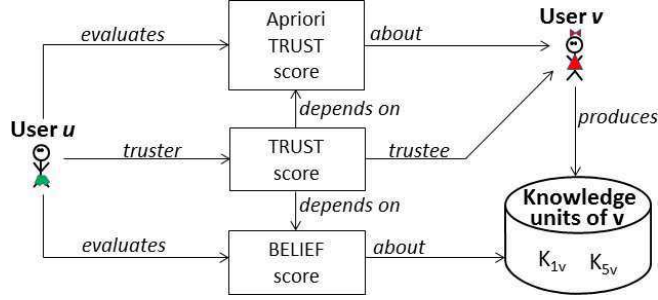 evaluates
Apriori
TRUST
score
about
User v
depends on
produces
User u
truster
TRUST
score
trustee
depends on
evaluates
BELIEF
score
about
Knowledge
units of v
K1v K5v